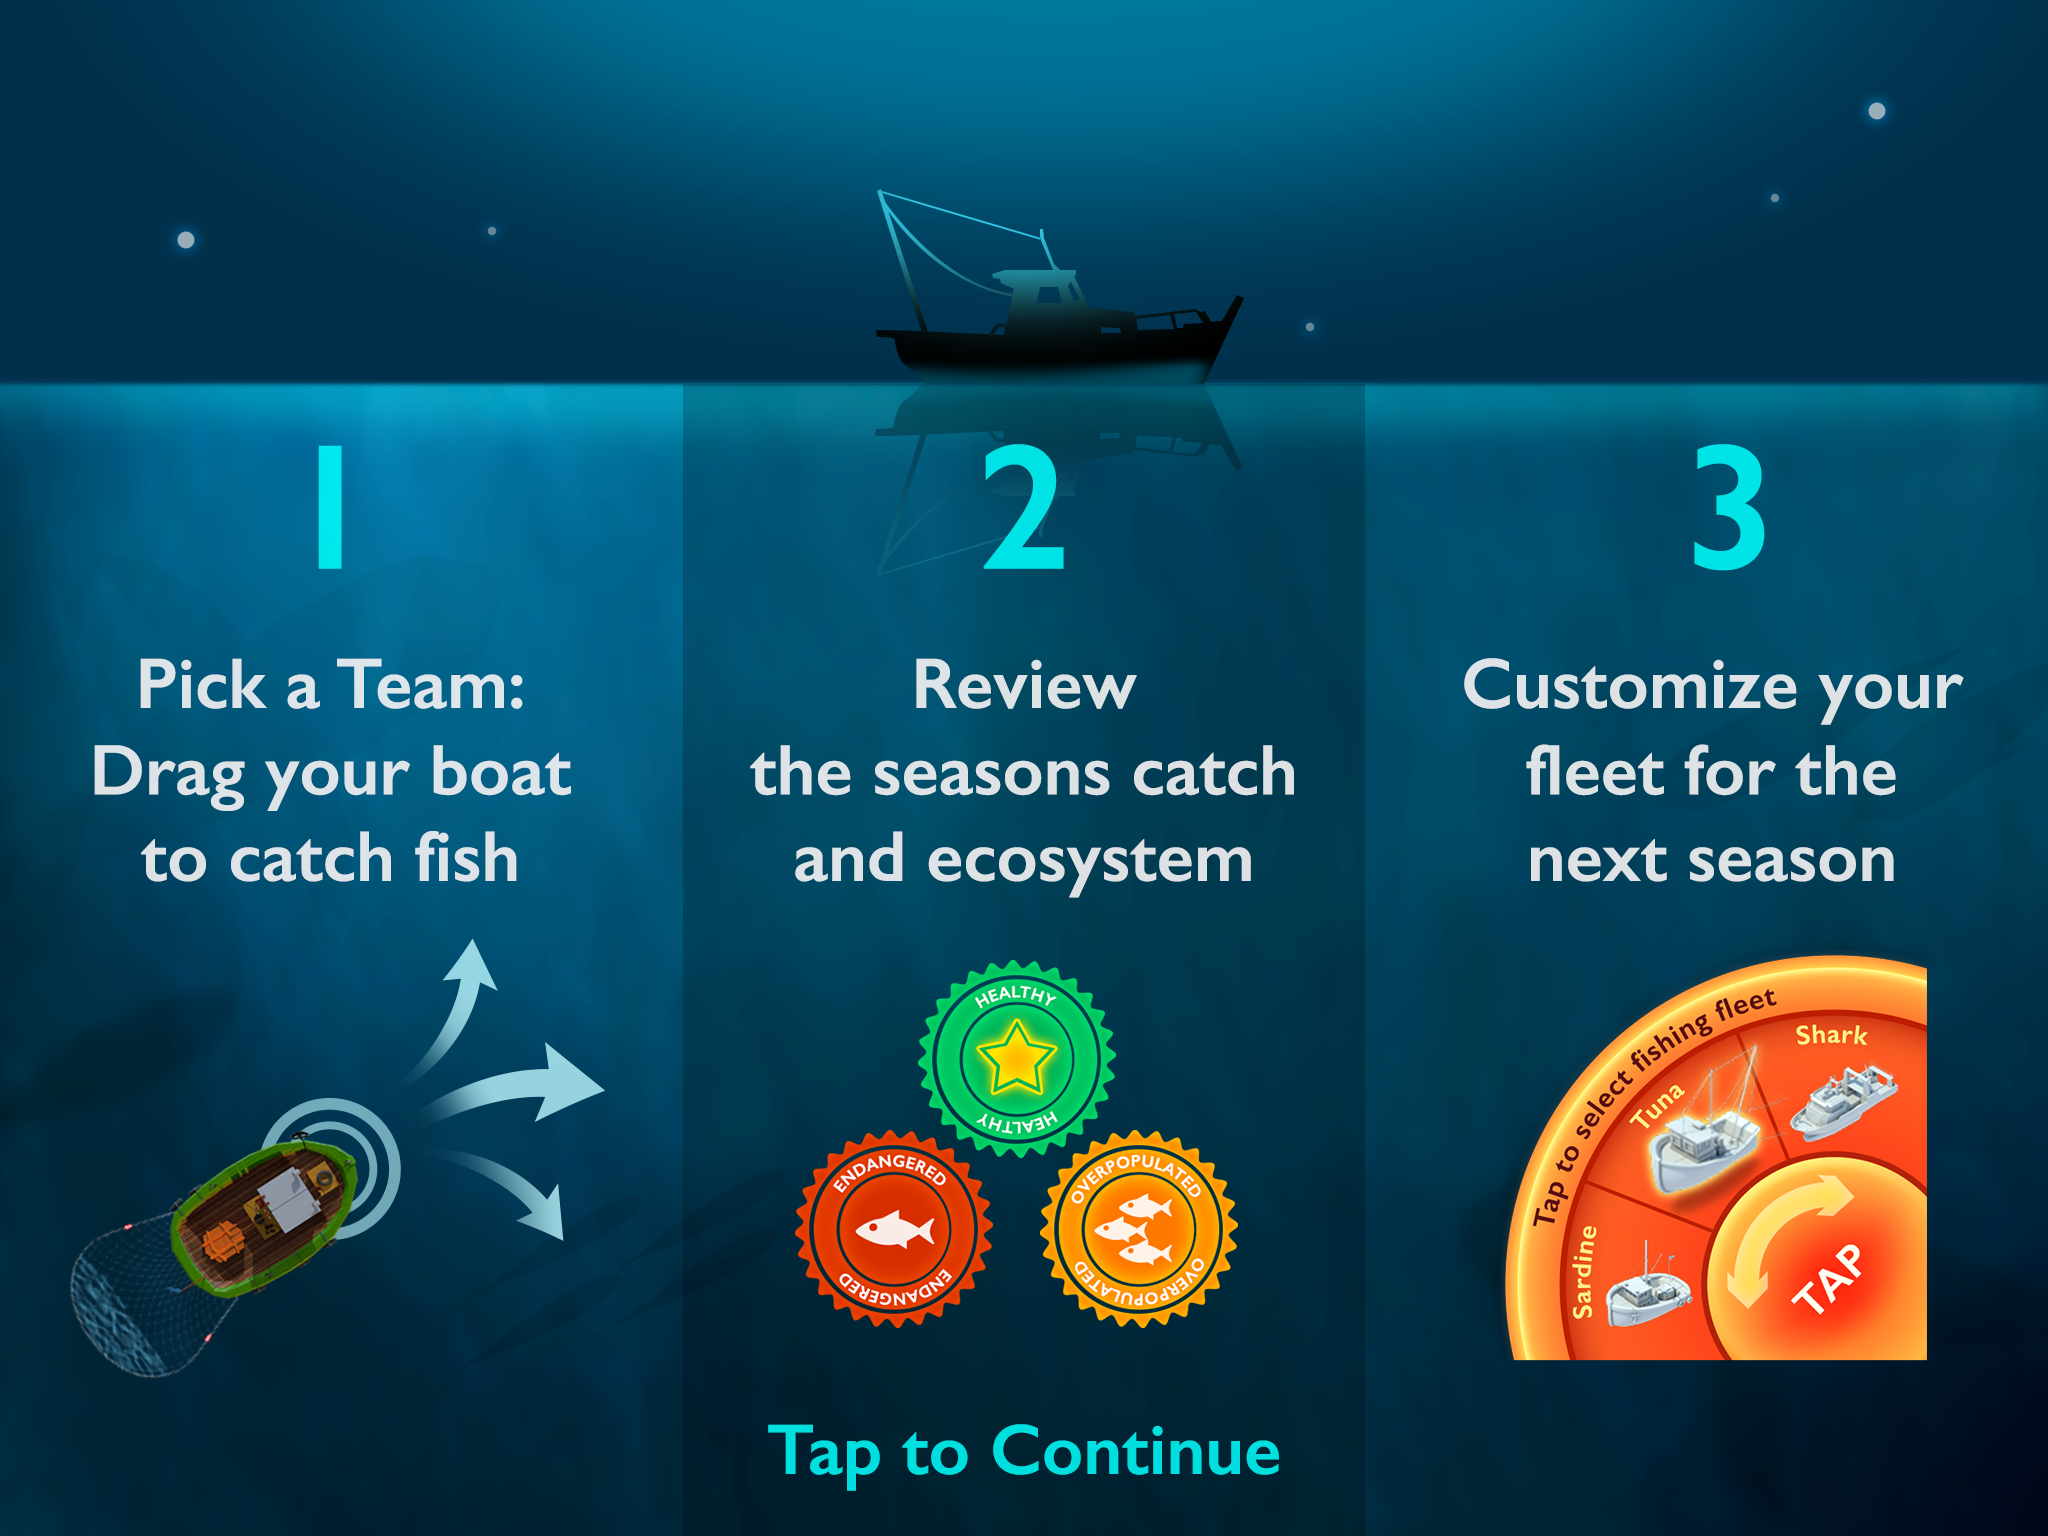 1
Pick a Team:
Drag your boat
to catch fish
2
Review
the seasons catch
and ecosystem
HEALTHY
HEALTHY
ENDANGERED
ENDANGERED
OVERPOPULATED
OVERPOPULATED
3
Customize your
fleet for the
next season
Tap to select fishing fleet
Sardine
Tuna
Shark
TAP
Tap to Continue